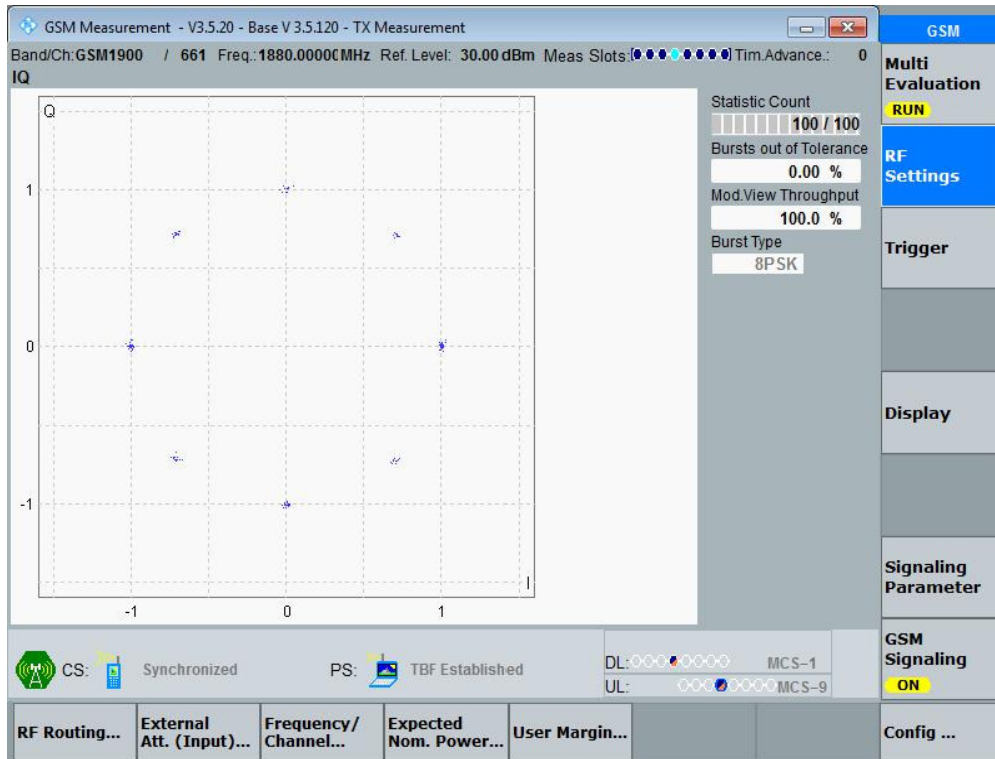 GSM Measurement - V3.5.20 - Base V 3.5.120 - TX Measurement
GSM
Band/Ch:GSM1900 / 661 Freq.:1880.00000MHz Ref. Level: 30.00 dBm Meas Slots: Tim.Advance.: 0
IQ
Multi
Evaluation
RUN
Q
Statistic Count
100 / 100
Bursts out of Tolerance
0.00 %
Mod.View Throughput
100.0 %
Burst Type
8PSK
RF
Settings
1
Trigger
0
Display
-1
I
-1 0 1
Signaling
Parameter
CS: Synchronized PS: TBF Established
DL: MCS-1
UL: MCS-9
GSM
Signaling
ON
RF Routing...
External
Att. (Input)...
Frequency/
Channel...
Expected
Nom. Power...
User Margin...
Config ...